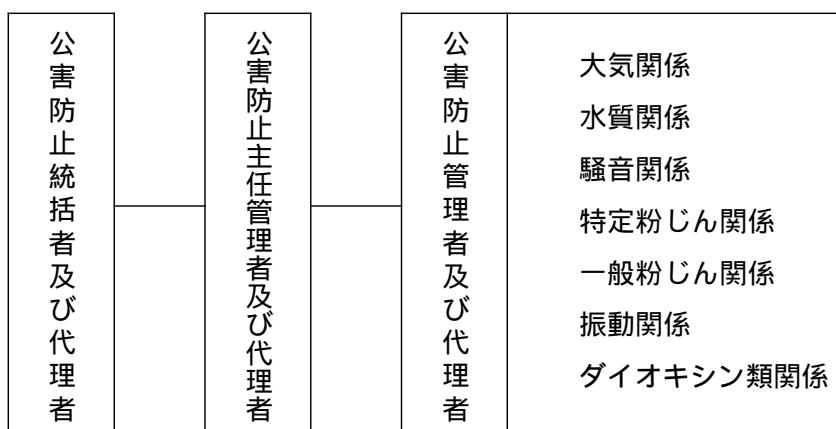 公害防止統括者及び代理者
公害防止主任管理者及び代理者
公害防止管理者及び代理者
大気関係
水質関係
騒音関係
特定粉じん関係
一般粉じん関係
振動関係
ダイオキシン類関係